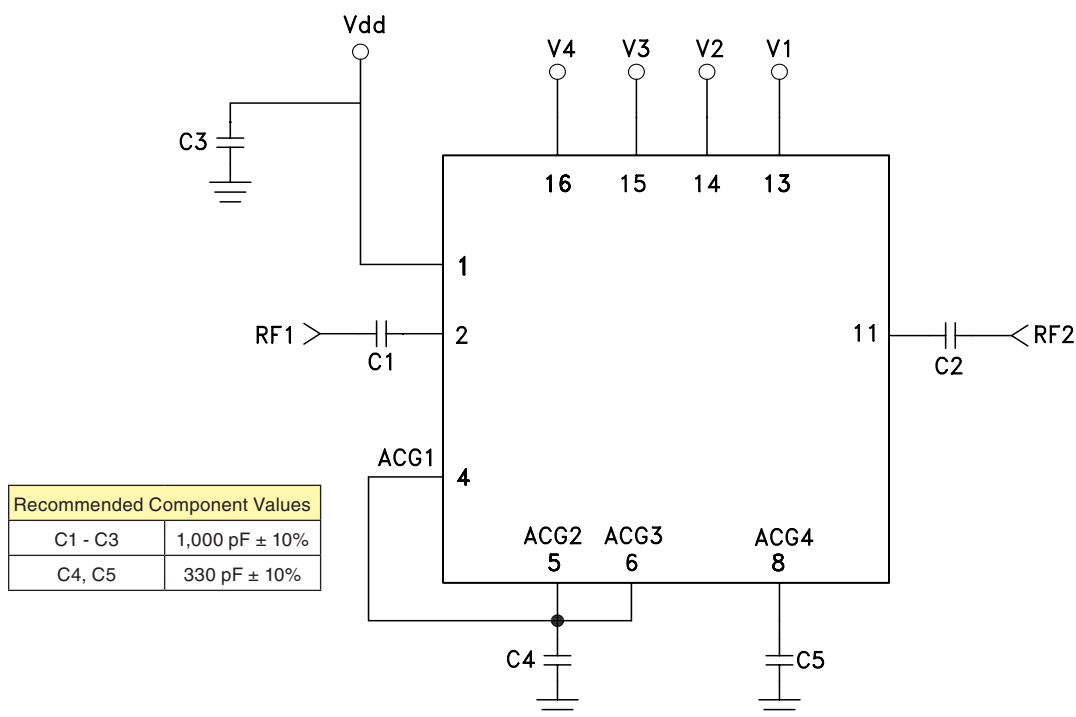 Vdd
V4 V3 V2 V1
C3
16 15 14 13
1
RF1 C1 2
11 C2 RF2
ACG1 4
Recommended Component Values
C1 - C3 1,000 pF ± 10%
C4, C5 330 pF ± 10%
ACG2 ACG3 ACG4
5 6 8
C4 C5